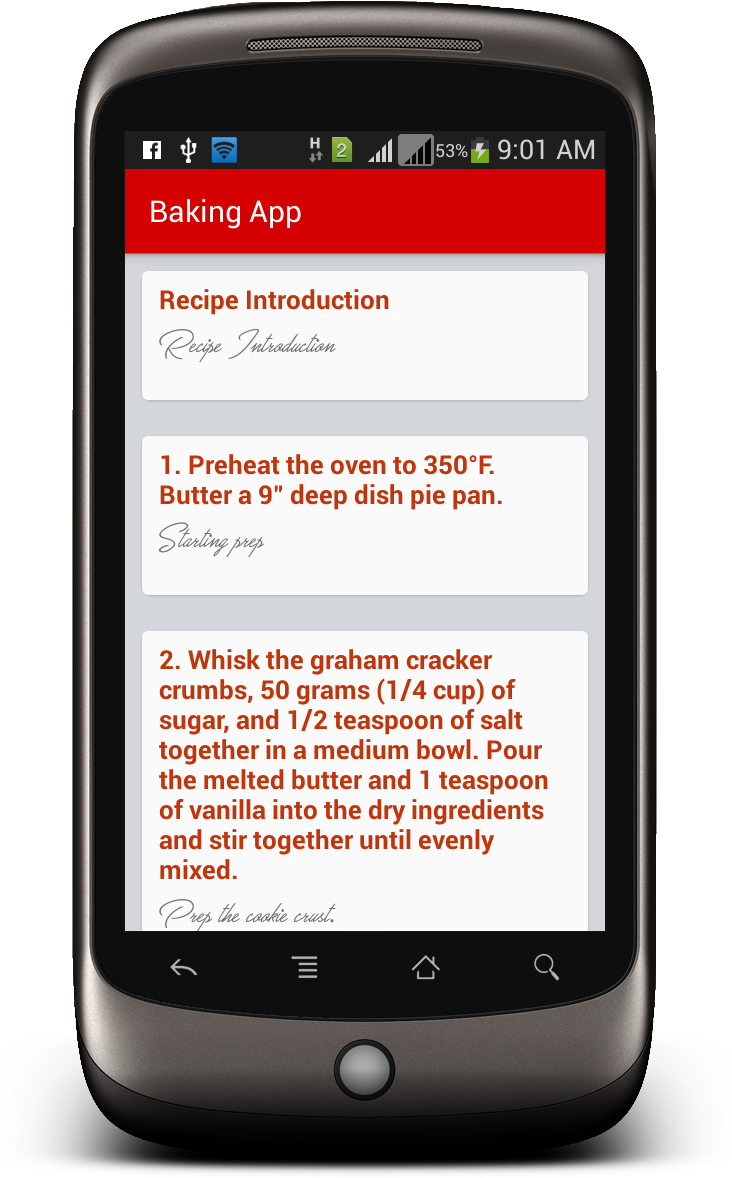 H 2 53% 9:01 AM
Baking App
Recipe Introduction
Recipe Introduction
1. Preheat the oven to 350°F.
Butter a 9" deep dish pie pan.
Starting prep
2. Whisk the graham cracker
crumbs, 50 grams (1/4 cup) of
sugar, and 1/2 teaspoon of salt
together in a medium bowl. Pour
the melted butter and 1 teaspoon
of vanilla into the dry ingredients
and stir together until evenly
mixed.
Prep the cookie crust.